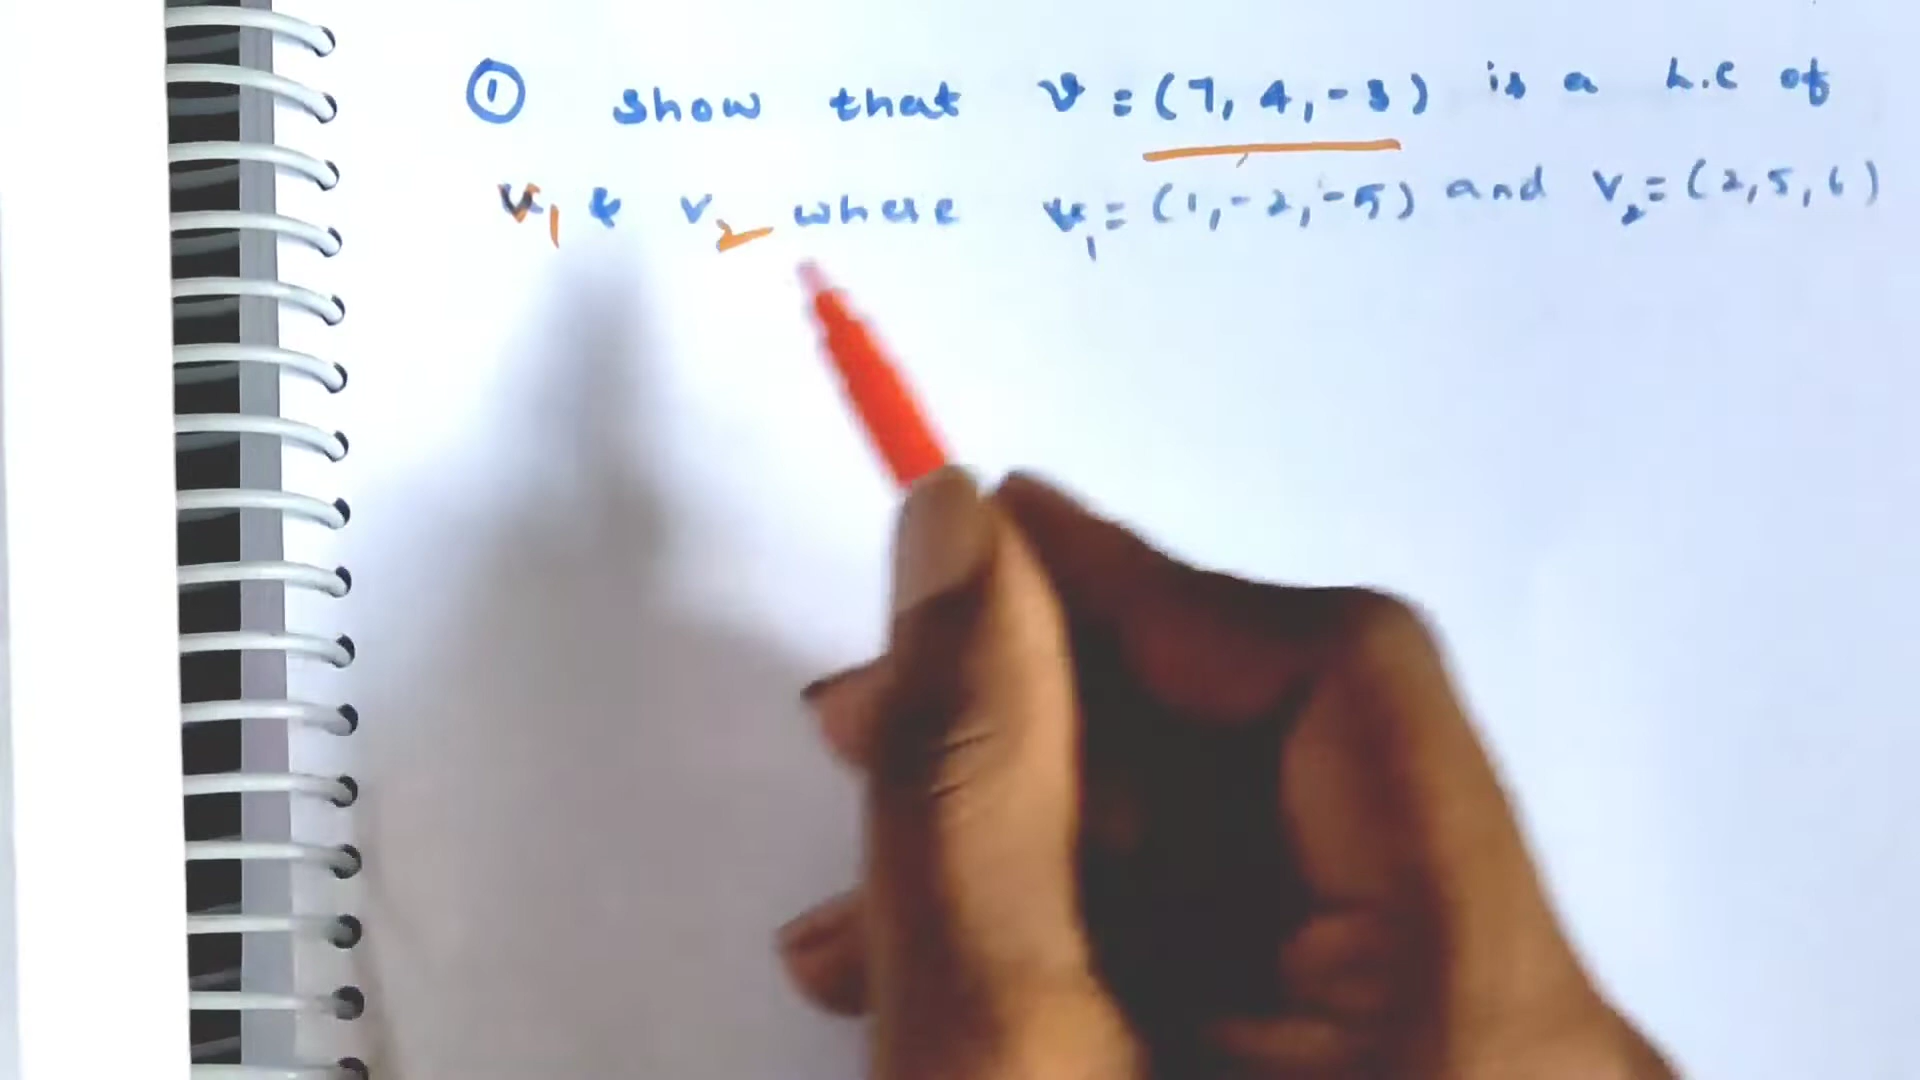 ① Show that v = (7, 4, -3) is a L.C of
v₁ & v₂ where v₁ = (1, -2, -5) and v₂ = (2, 5, 6)